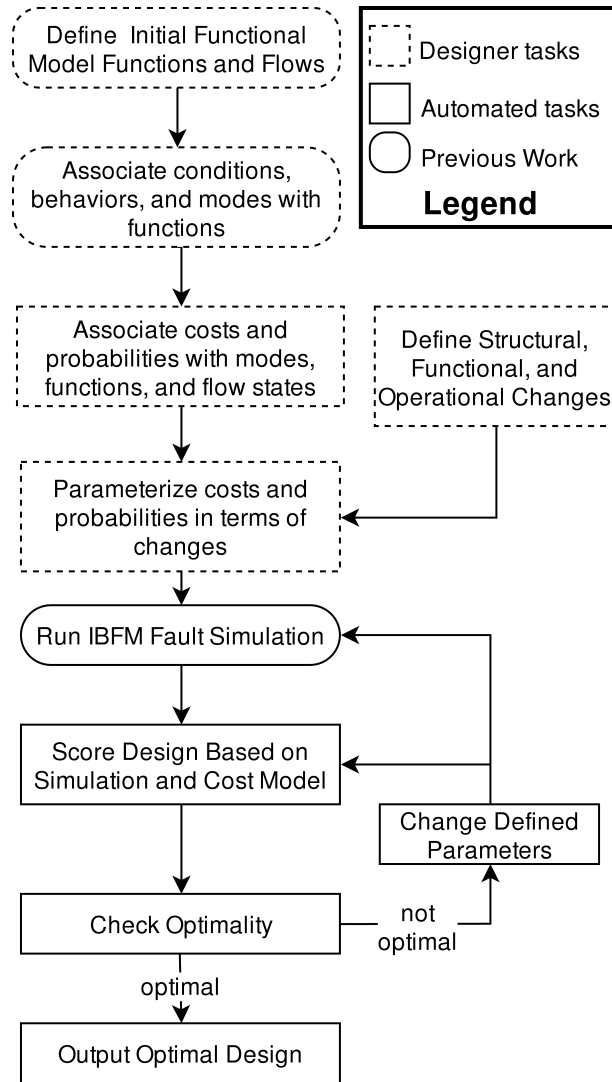 Define Initial Functional
Model Functions and Flows
Legend
Designer tasks
Automated tasks
Previous Work
Associate conditions,
behaviors, and modes with
functions
Associate costs and
probabilities with modes,
functions, and flow states
Define Structural,
Functional, and
Operational Changes
Parameterize costs and
probabilities in terms of
changes
Run IBFM Fault Simulation
Score Design Based on
Simulation and Cost Model
Change Defined
Parameters
Check Optimality
not
optimal
optimal
Output Optimal Design